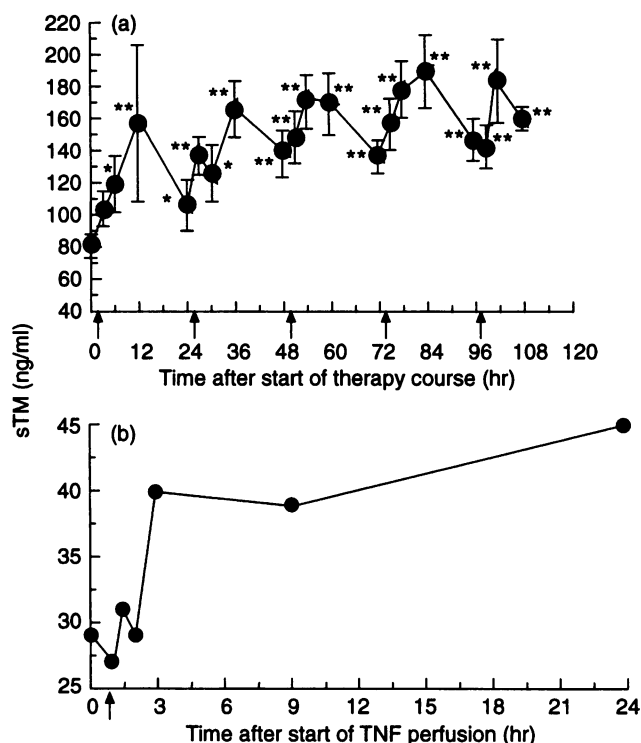 (a)
220
200
180
160
140
120
100
80
60
40
** ** ** ** ** ** **
* ** ** ** ** **
* * ** ** ** **
0 12 24 36 48 60 72 84 96 108 120
Time after start of therapy course (hr)
sTM (ng/ml)
(b)
45
40
35
30
25
0 3 6 9 12 15 18 21 24
Time after start of TNF perfusion (hr)